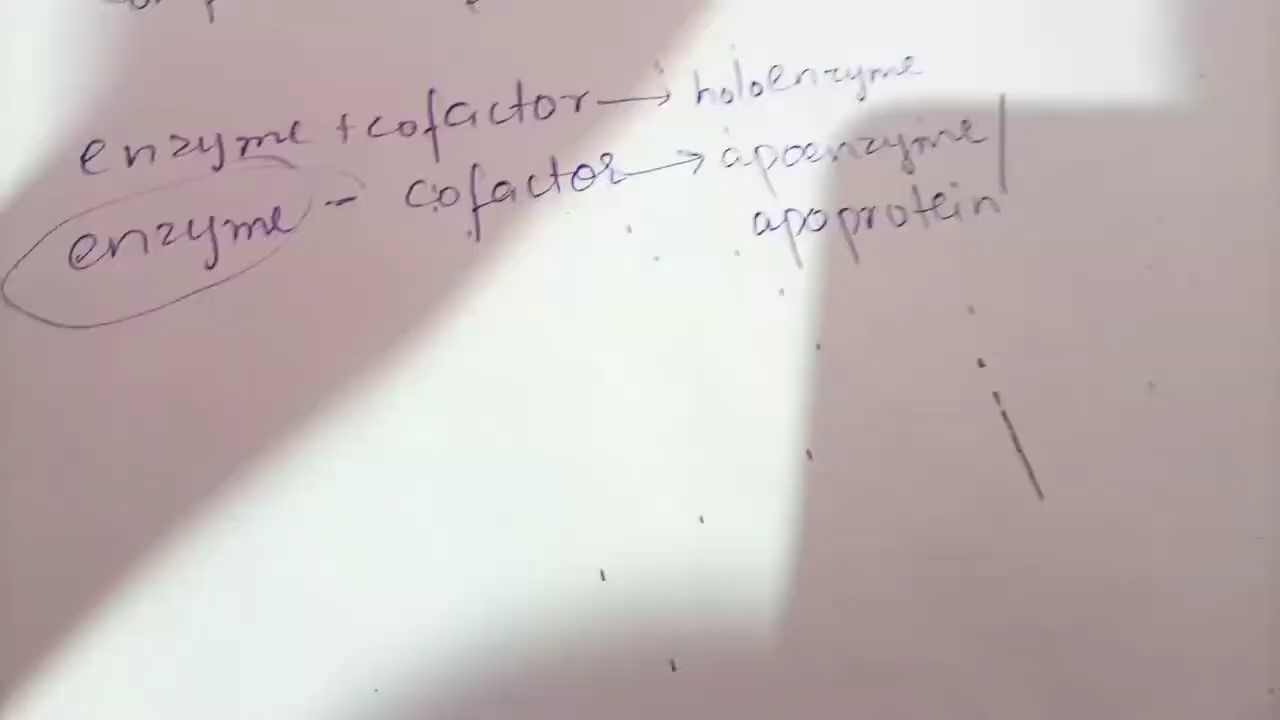 enzyme + cofactor → holoenzyme
enzyme - cofactor → apoenzyme/
apoprotein